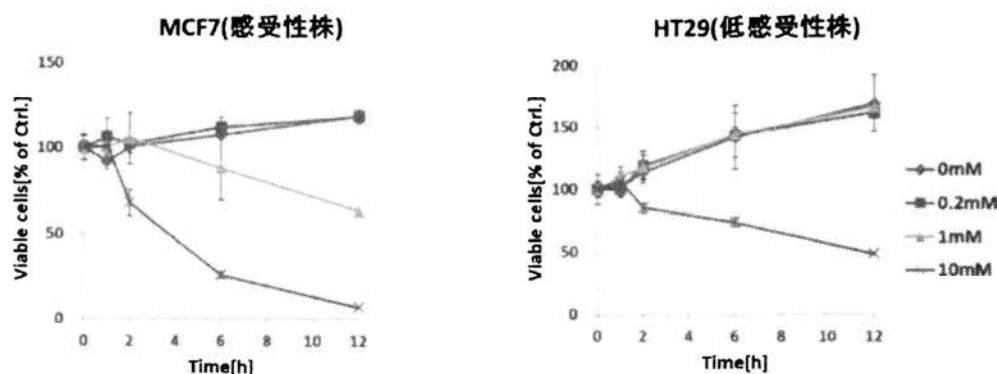 MCF7(感受性株)
150
100
50
0
Viable cells[% of Ctrl.]
0 2 4 6 8 10 12
Time[h]
HT29(低感受性株)
200
150
100
50
0
Viable cells[% of Ctrl.]
0 2 4 6 8 10 12
Time[h]
0mM
0.2mM
1mM
10mM